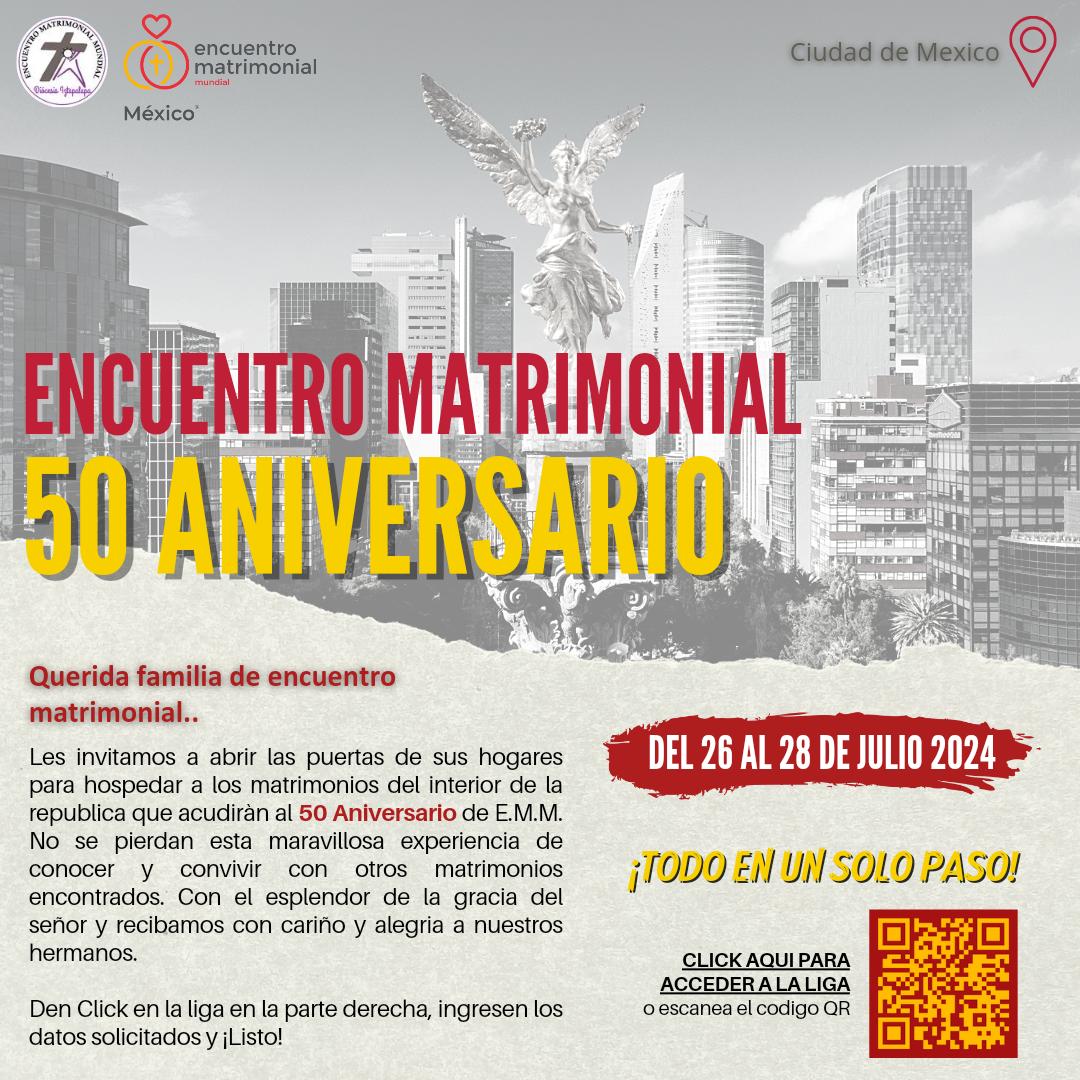 ENCUENTRO MATRIMONIAL MUNDIAL
Diócesis Iztapalapa
encuentro
matrimonial
mundial
México
Ciudad de Mexico
ENCUENTRO MATRIMONIAL
50 ANIVERSARIO
Querida familia de encuentro
matrimonial..
Les invitamos a abrir las puertas de sus hogares
para hospedar a los matrimonios del interior de la
republica que acudiràn al 50 Aniversario de E.M.M.
No se pierdan esta maravillosa experiencia de
conocer y convivir con otros matrimonios
encontrados. Con el esplendor de la gracia del
señor y recibamos con cariño y alegria a nuestros
hermanos.
Den Click en la liga en la parte derecha, ingresen los
datos solicitados y ¡Listo!
DEL 26 AL 28 DE JULIO 2024
¡TODO EN UN SOLO PASO!
CLICK AQUI PARA
ACCEDER A LA LIGA
o escanea el codigo QR